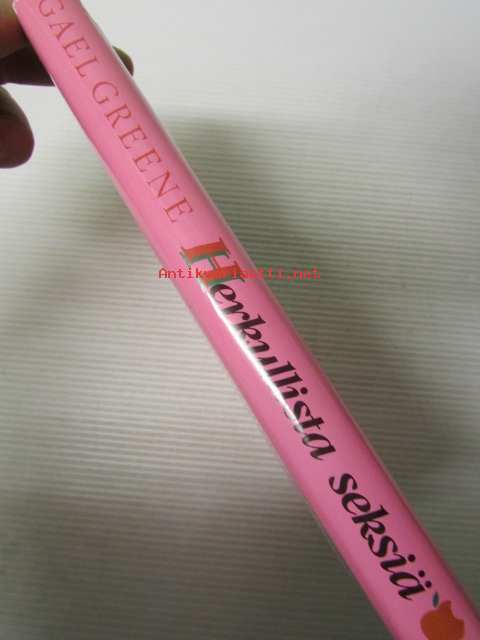 GAEL GREENE
Herkullista seksiä
Antikvariaatti.net